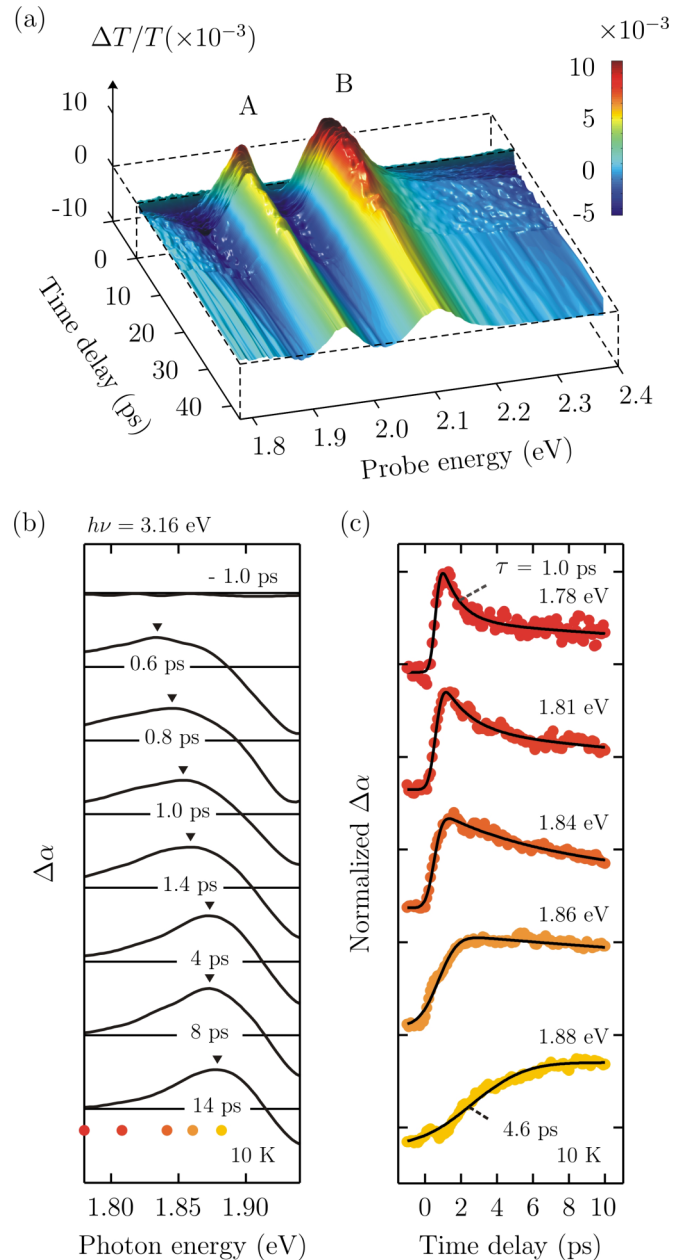 (a)
ΔT/T(×10⁻³)
×10⁻³
A
B
10
0
-10
10
5
0
-5
0
10
20
30
40
Time delay (ps)
1.8
1.9
2.0
2.1
2.2
2.3
2.4
Probe energy (eV)
(b)
hν = 3.16 eV
- 1.0 ps
0.6 ps
0.8 ps
1.0 ps
1.4 ps
4 ps
8 ps
14 ps
10 K
Δα
1.80
1.85
1.90
Photon energy (eV)
(c)
τ = 1.0 ps
1.78 eV
1.81 eV
1.84 eV
1.86 eV
1.88 eV
4.6 ps
10 K
Normalized Δα
0 2 4 6 8 10
Time delay (ps)